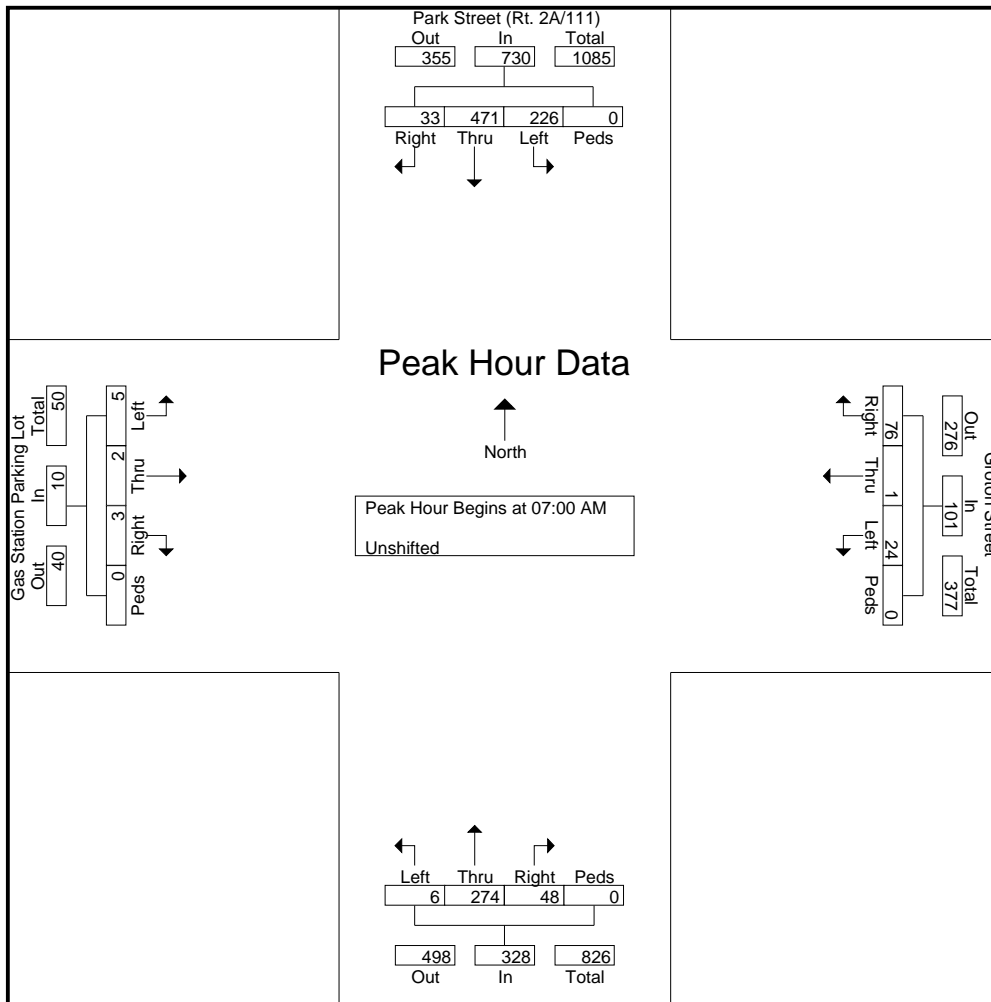 Park Street (Rt. 2A/111)
Out In Total
355 730 1085
33 471 226 0
Right Thru Left Peds
Peak Hour Data
North
Peak Hour Begins at 07:00 AM
Unshifted
Gas Station Parking Lot
Out In Total
40 10 50
5 2 3 0
Left Thru Right Peds
Groton Street
Out In Total
276 101 377
76 1 24 0
Right Thru Left Peds
Left Thru Right Peds
6 274 48 0
498 328 826
Out In Total